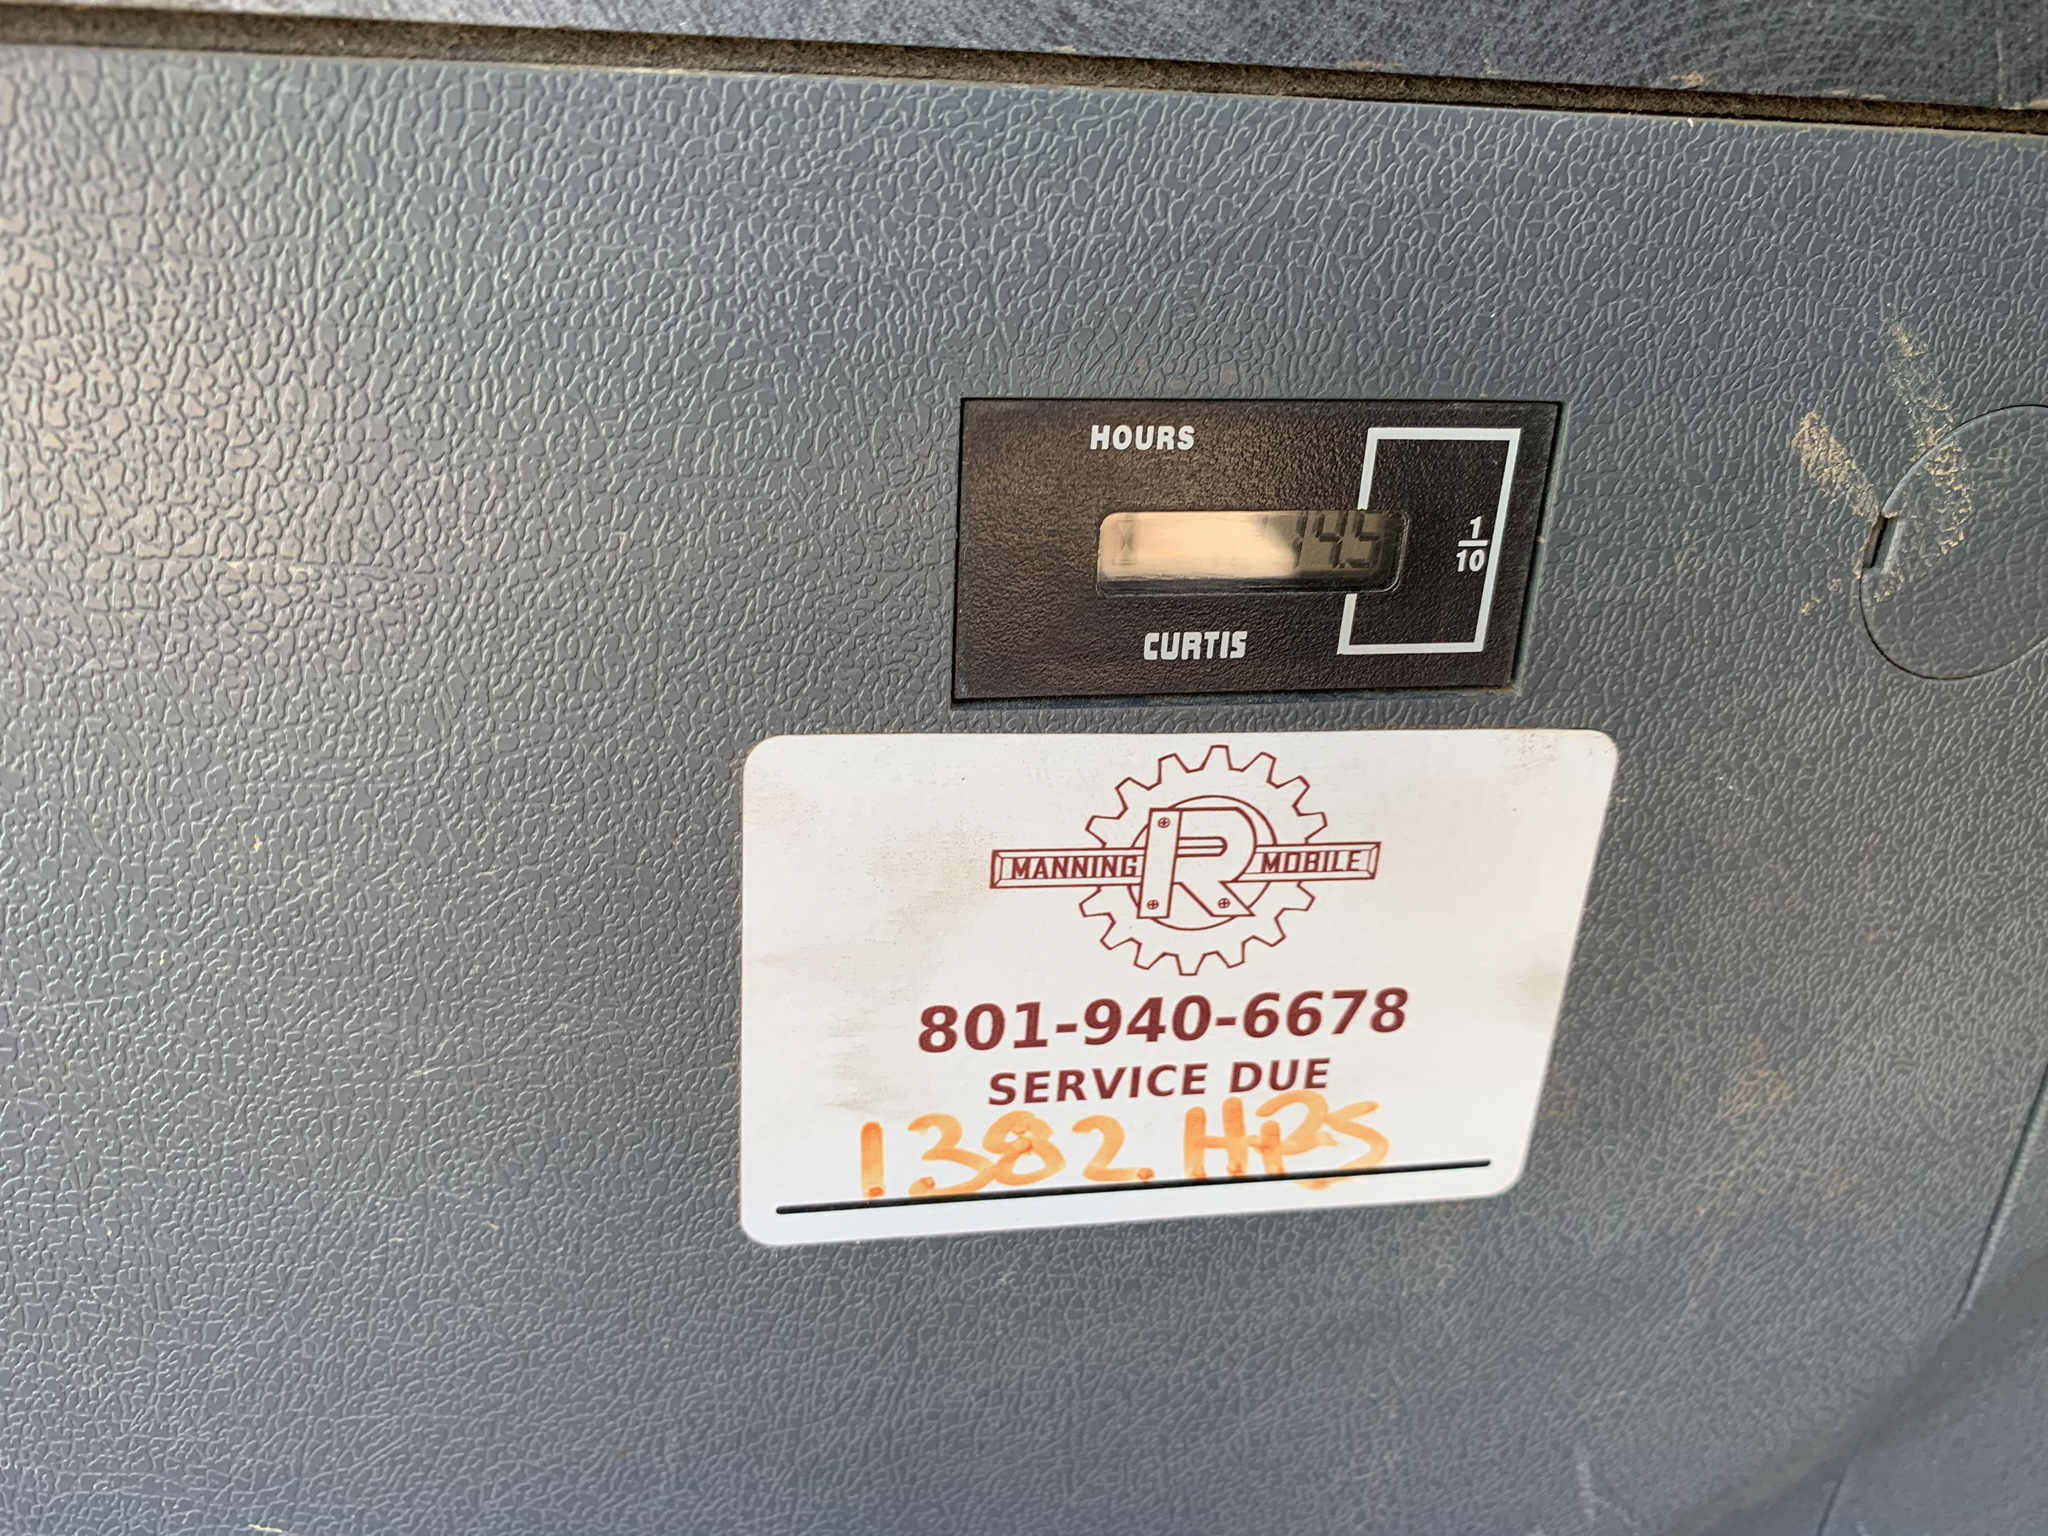 HOURS
1
10
CURTIS
MANNING R MOBILE
801-940-6678
SERVICE DUE
1382 HRS